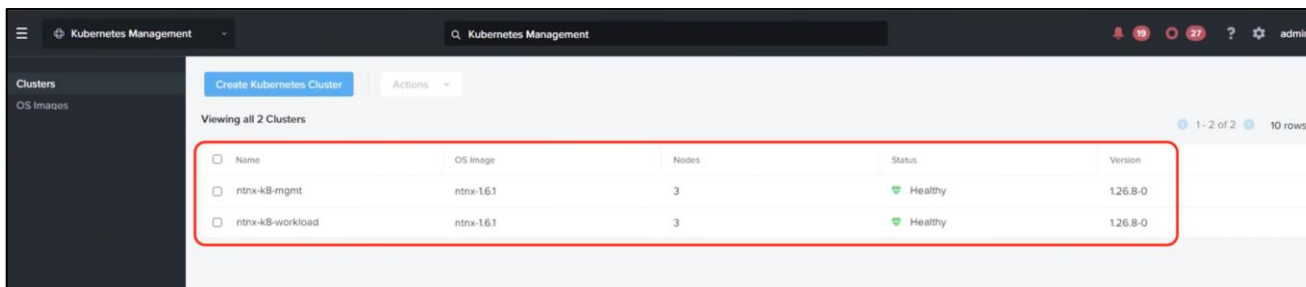 Kubernetes Management
Kubernetes Management
19 27 ? admin
Clusters
OS Images
Create Kubernetes Cluster Actions
Viewing all 2 Clusters
1 - 2 of 2 10 rows
Name OS Image Nodes Status Version
ntnx-k8-mgmt ntnx-1.6.1 3 Healthy 1.26.8-0
ntnx-k8-workload ntnx-1.6.1 3 Healthy 1.26.8-0